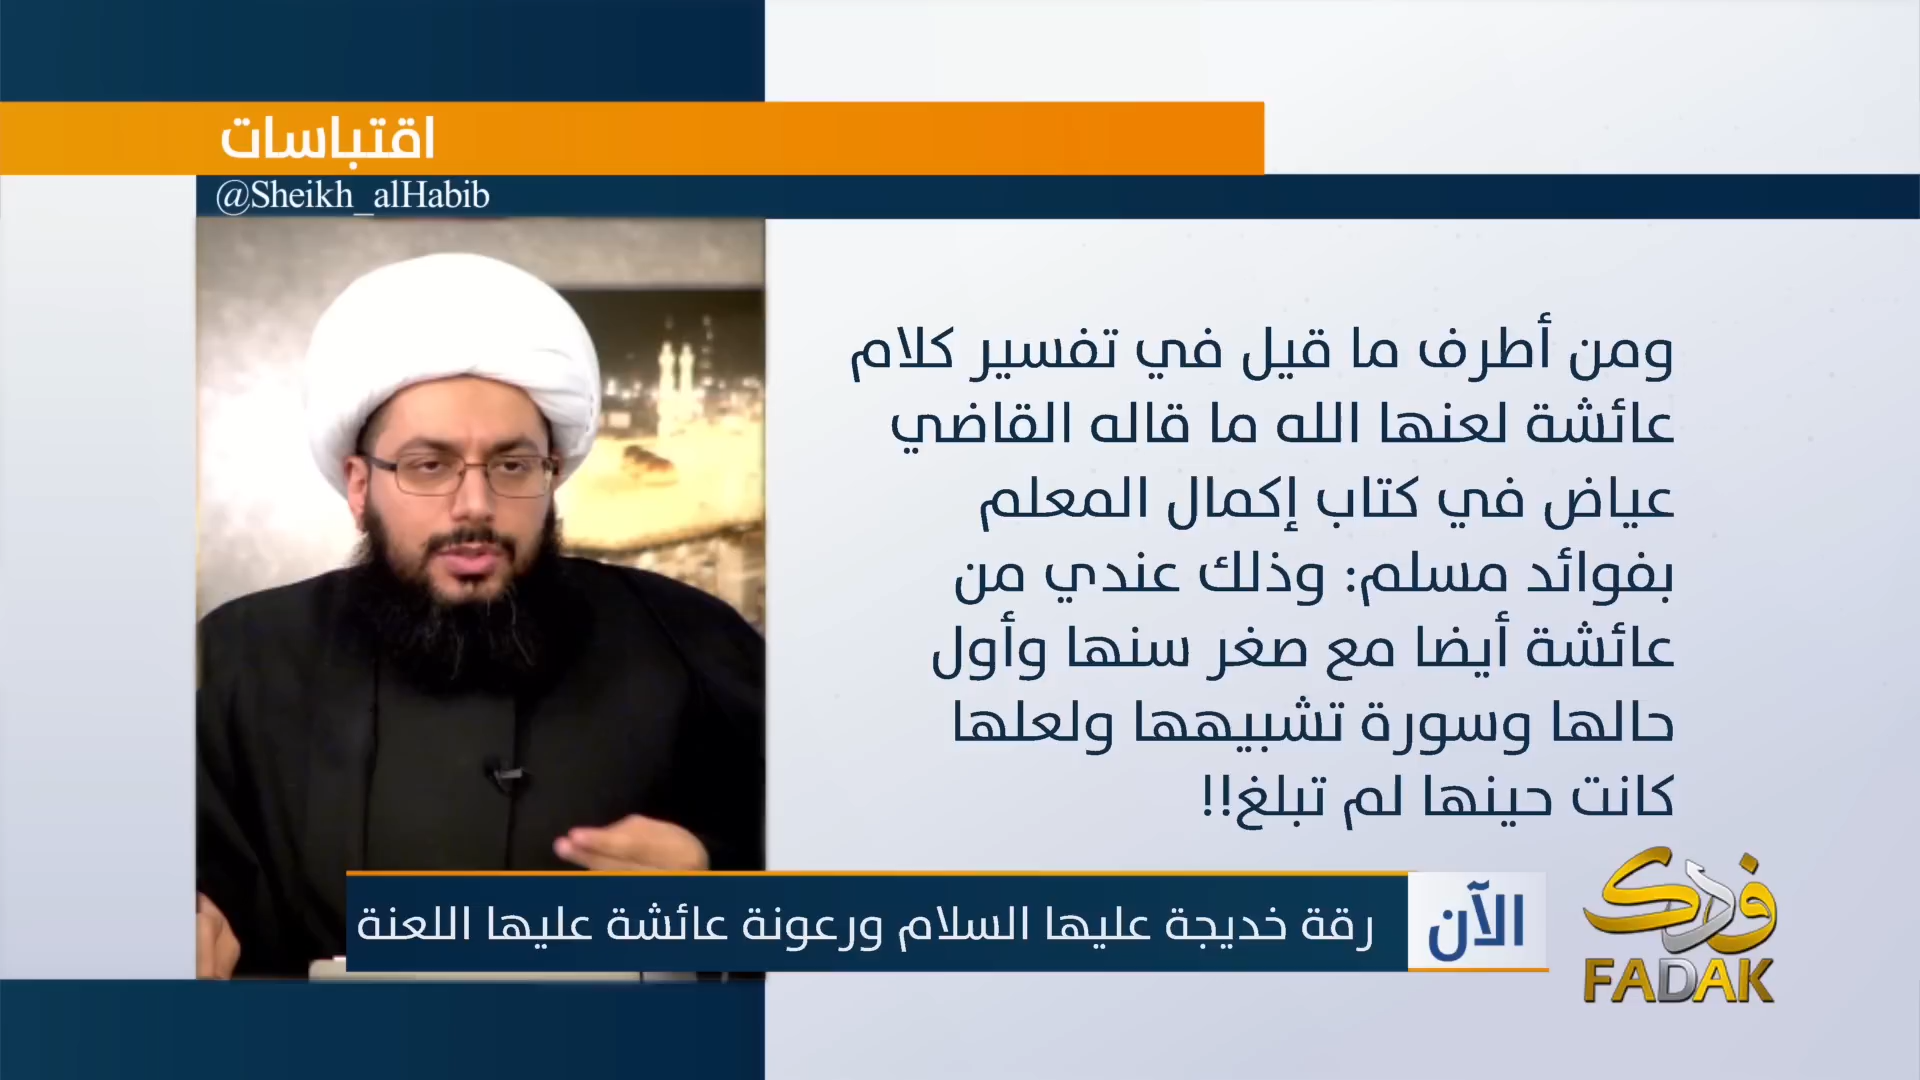 اقتباسات
@Sheikh_alHabib
ومن أطرف ما قيل في تفسير كلام
عائشة لعنها الله ما قاله القاضي
عياض في كتاب إكمال المعلم
بفوائد مسلم: وذلك عندي من
عائشة أيضا مع صغر سنها وأول
حالها وسورة تشبيهها ولعلها
كانت حينها لم تبلغ!!
الآن
رقة خديجة عليها السلام ورعونة عائشة عليها اللعنة
فدك
FADAK